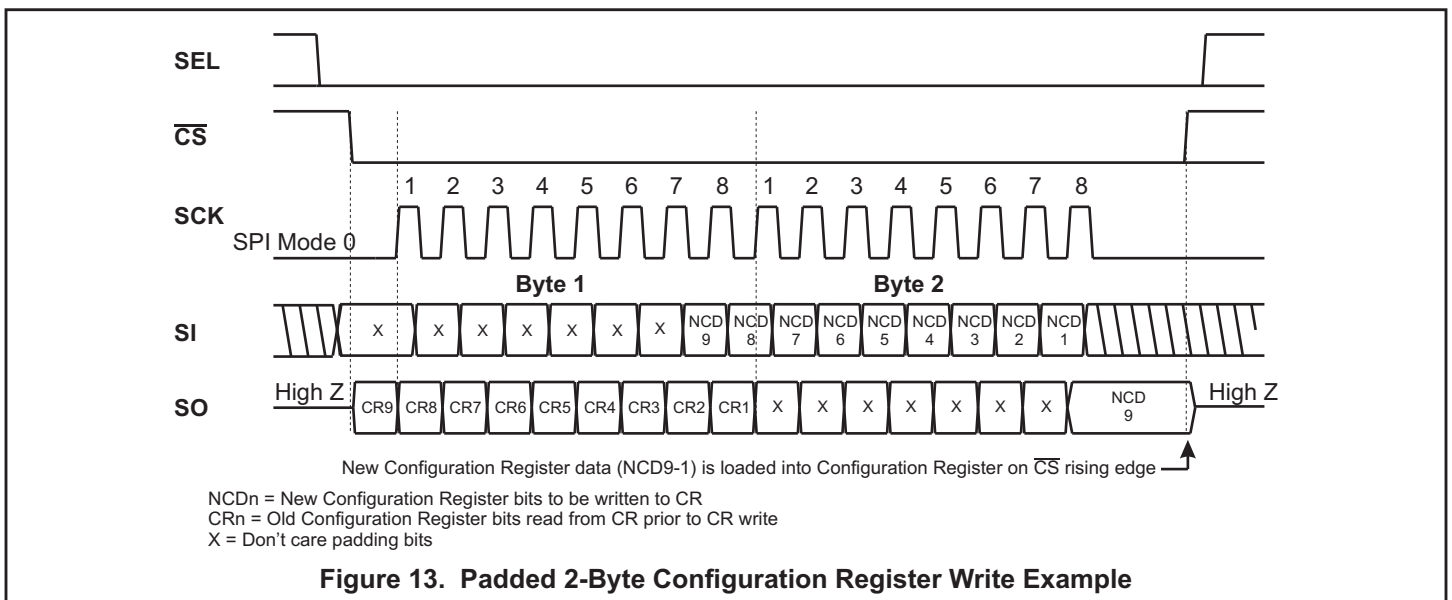 SEL
CS
1 2 3 4 5 6 7 8 1 2 3 4 5 6 7 8
SCK
SPI Mode 0
Byte 1 Byte 2
SI X X X X X X X NCD 9 NCD 8 NCD 7 NCD 6 NCD 5 NCD 4 NCD 3 NCD 2 NCD 1
SO High Z CR9 CR8 CR7 CR6 CR5 CR4 CR3 CR2 CR1 X X X X X X X NCD 9 High Z
New Configuration Register data (NCD9-1) is loaded into Configuration Register on CS rising edge
NCDn = New Configuration Register bits to be written to CR
CRn = Old Configuration Register bits read from CR prior to CR write
X = Don't care padding bits
Figure 13. Padded 2-Byte Configuration Register Write Example